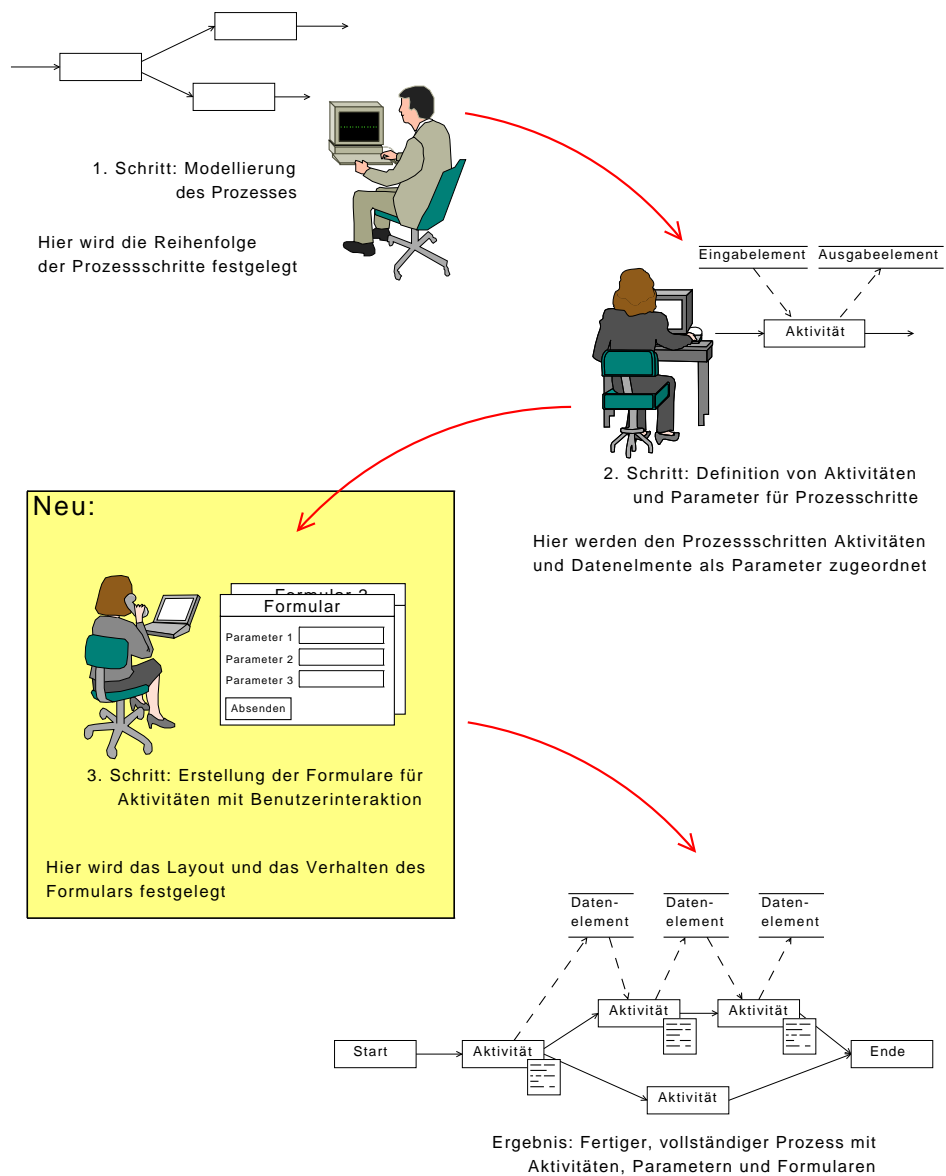 1. Schritt: Modellierung
des Prozesses
Hier wird die Reihenfolge
der Prozessschritte festgelegt
Eingabelement
Ausgabeelement
Aktivität
2. Schritt: Definition von Aktivitäten
und Parameter für Prozesschritte
Hier werden den Prozessschritten Aktivitäten
und Datenelmente als Parameter zugeordnet
Neu:
Formular 2
Formular
Parameter 1
Parameter 2
Parameter 3
Absenden
3. Schritt: Erstellung der Formulare für
Aktivitäten mit Benutzerinteraktion
Hier wird das Layout und das Verhalten des
Formulars festgelegt
Daten-
element
Daten-
element
Daten-
element
Aktivität
Aktivität
Start
Aktivität
Ende
Aktivität
Ergebnis: Fertiger, vollständiger Prozess mit
Aktivitäten, Parametern und Formularen